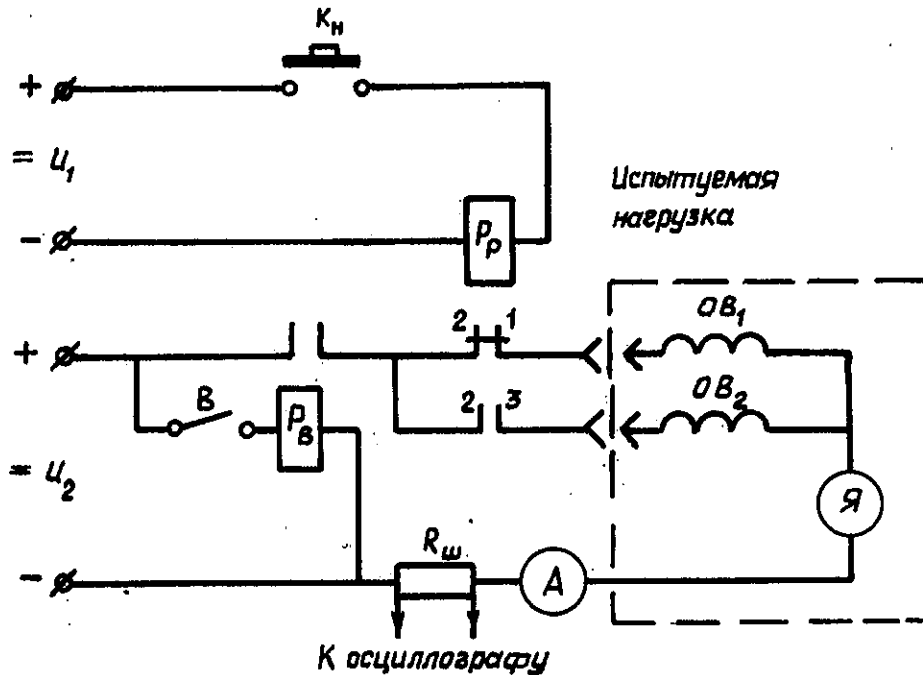 Кн
+
= U₁
−
Рр
Испытуемая
нагрузка
+
2 1
ОВ₁
В
Рв
2 3
ОВ₂
= U₂
Я
−
Rш
А
К осциллографу